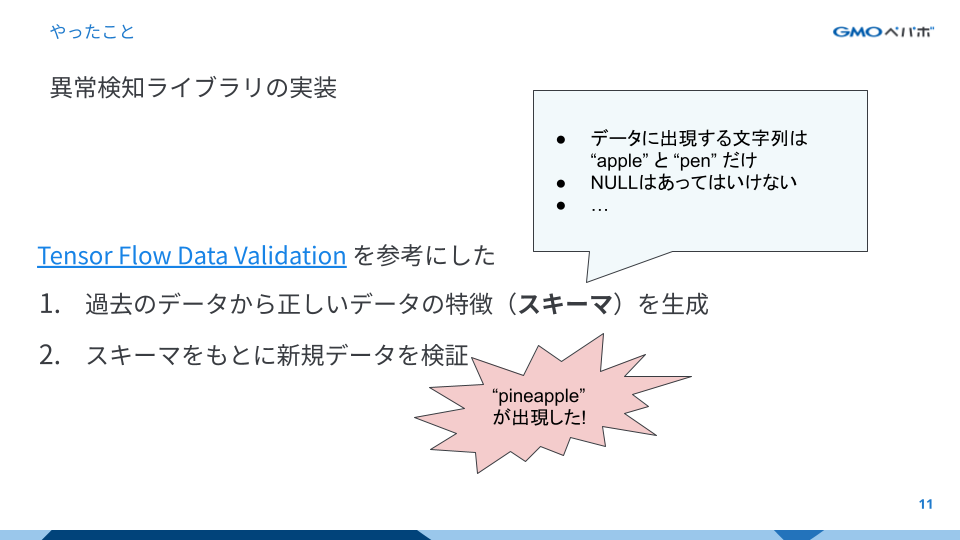 やったこと
GMOペパボ
異常検知ライブラリの実装
● データに出現する文字列は
“apple” と “pen” だけ
● NULLはあってはいけない
● …
Tensor Flow Data Validation を参考にした
1. 過去のデータから正しいデータの特徴（スキーマ）を生成
2. スキーマをもとに新規データを検証
“pineapple”
が出現した!
11